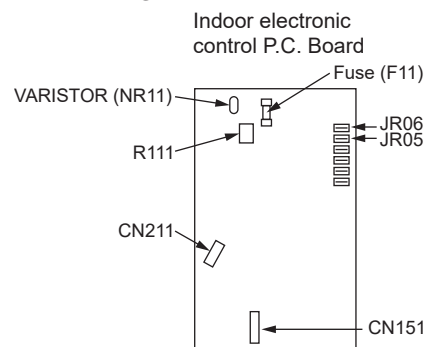 Indoor electronic
control P.C. Board
Fuse (F11)
VARISTOR (NR11)
JR06
JR05
R111
CN211
CN151